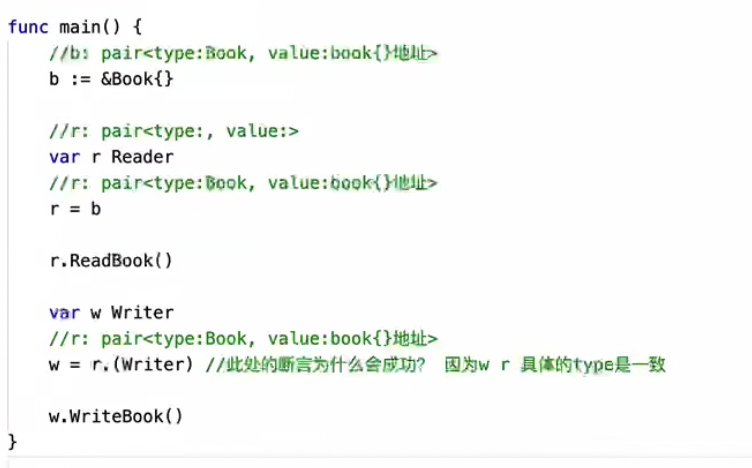 func main() {
//b: pair<type:Book, value:book{}地址>
b := &Book{}
//r: pair<type:, value:>
var r Reader
//r: pair<type:Book, value:book{}地址>
r = b
r.ReadBook()
var w Writer
//r: pair<type:Book, value:book{}地址>
w = r.(Writer) //此处的断言为什么会成功? 因为w r 具体的type是一致
w.WriteBook()
}